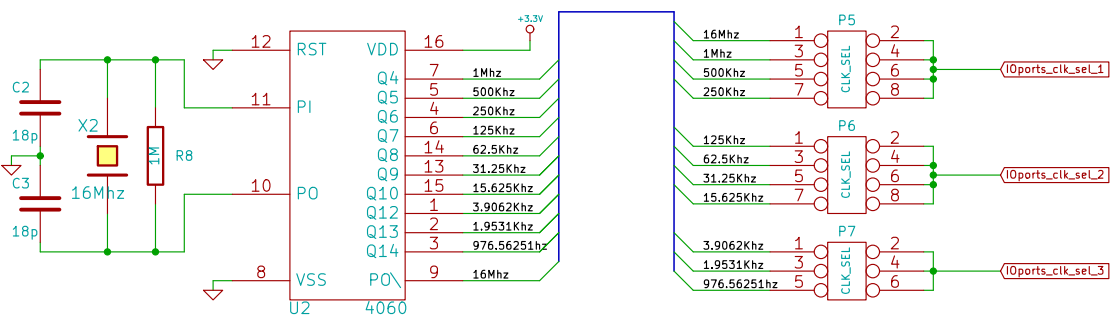 C2
18p
C3
18p
X2
16Mhz
1M
R8
12 RST
11 PI
10 PO
8 VSS
VDD 16
+3.3V
Q4 7 1Mhz
Q5 5 500Khz
Q6 4 250Khz
Q7 6 125Khz
Q8 14 62.5Khz
Q9 13 31.25Khz
Q10 15 15.625Khz
Q12 1 3.9062Khz
Q13 2 1.9531Khz
Q14 3 976.56251hz
PO\ 9 16Mhz
U2 4060
P5
16Mhz 1 2
1Mhz 3 4
500Khz 5 6
250Khz 7 8
CLK_SEL
IOports_clk_sel_1
P6
125Khz 1 2
62.5Khz 3 4
31.25Khz 5 6
15.625Khz 7 8
CLK_SEL
IOports_clk_sel_2
P7
3.9062Khz 1 2
1.9531Khz 3 4
976.56251hz 5 6
CLK_SEL
IOports_clk_sel_3